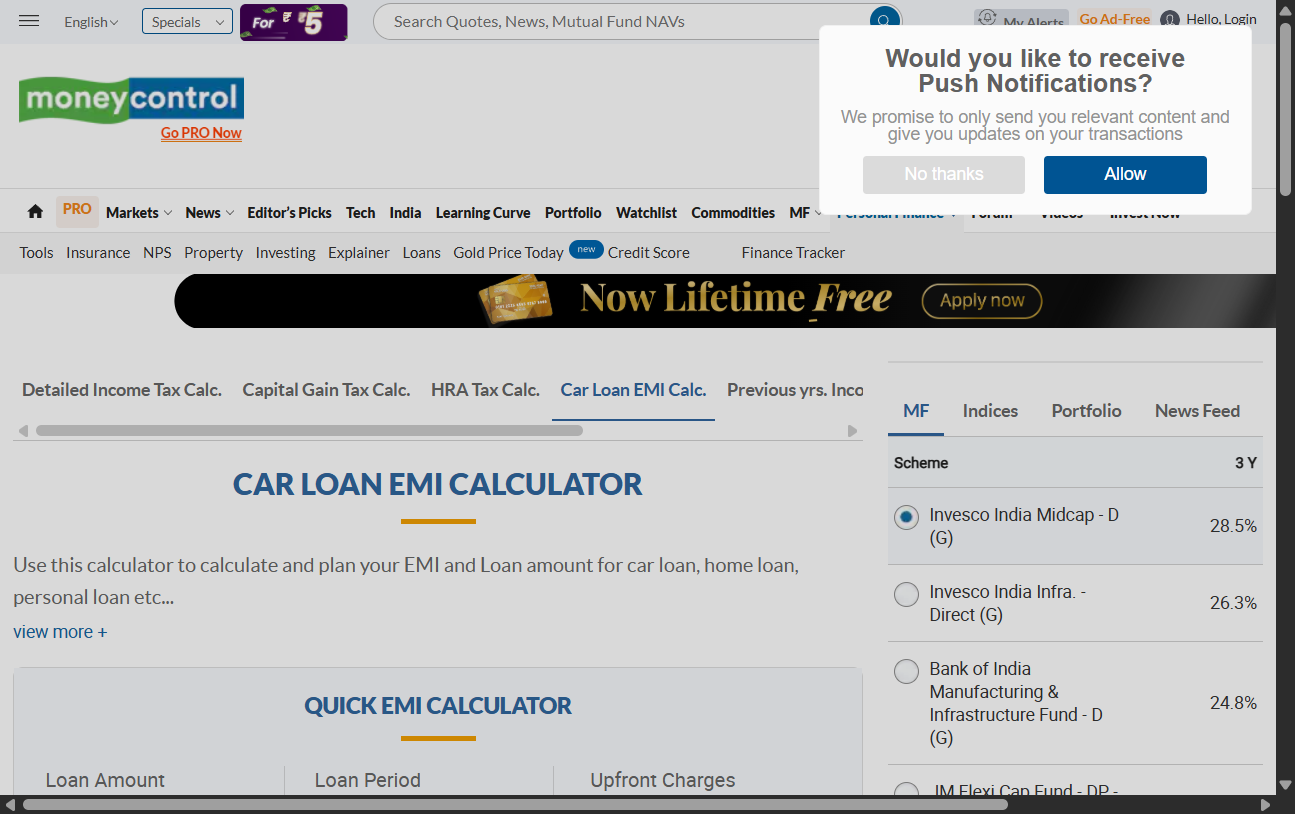 English
Specials
For ₹5
Search Quotes, News, Mutual Fund NAVs
My Alerts
Go Ad-Free
Hello, Login
Would you like to receive
Push Notifications?
We promise to only send you relevant content and
give you updates on your transactions
No thanks
Allow
moneycontrol
Go PRO Now
PRO
Markets
News
Editor's Picks
Tech
India
Learning Curve
Portfolio
Watchlist
Commodities
MF
Personal Finance
Forum
Videos
Invest Now
Tools
Insurance
NPS
Property
Investing
Explainer
Loans
Gold Price Today
new
Credit Score
Finance Tracker
Now Lifetime Free
Apply now
Detailed Income Tax Calc.
Capital Gain Tax Calc.
HRA Tax Calc.
Car Loan EMI Calc.
Previous yrs. Inco
CAR LOAN EMI CALCULATOR
Use this calculator to calculate and plan your EMI and Loan amount for car loan, home loan,
personal loan etc...
view more +
QUICK EMI CALCULATOR
Loan Amount
Loan Period
Upfront Charges
MF
Indices
Portfolio
News Feed
Scheme
3 Y
Invesco India Midcap - D
(G)
28.5%
Invesco India Infra. -
Direct (G)
26.3%
Bank of India
Manufacturing &
Infrastructure Fund - D
(G)
24.8%
JM Flexi Cap Fund - DP -